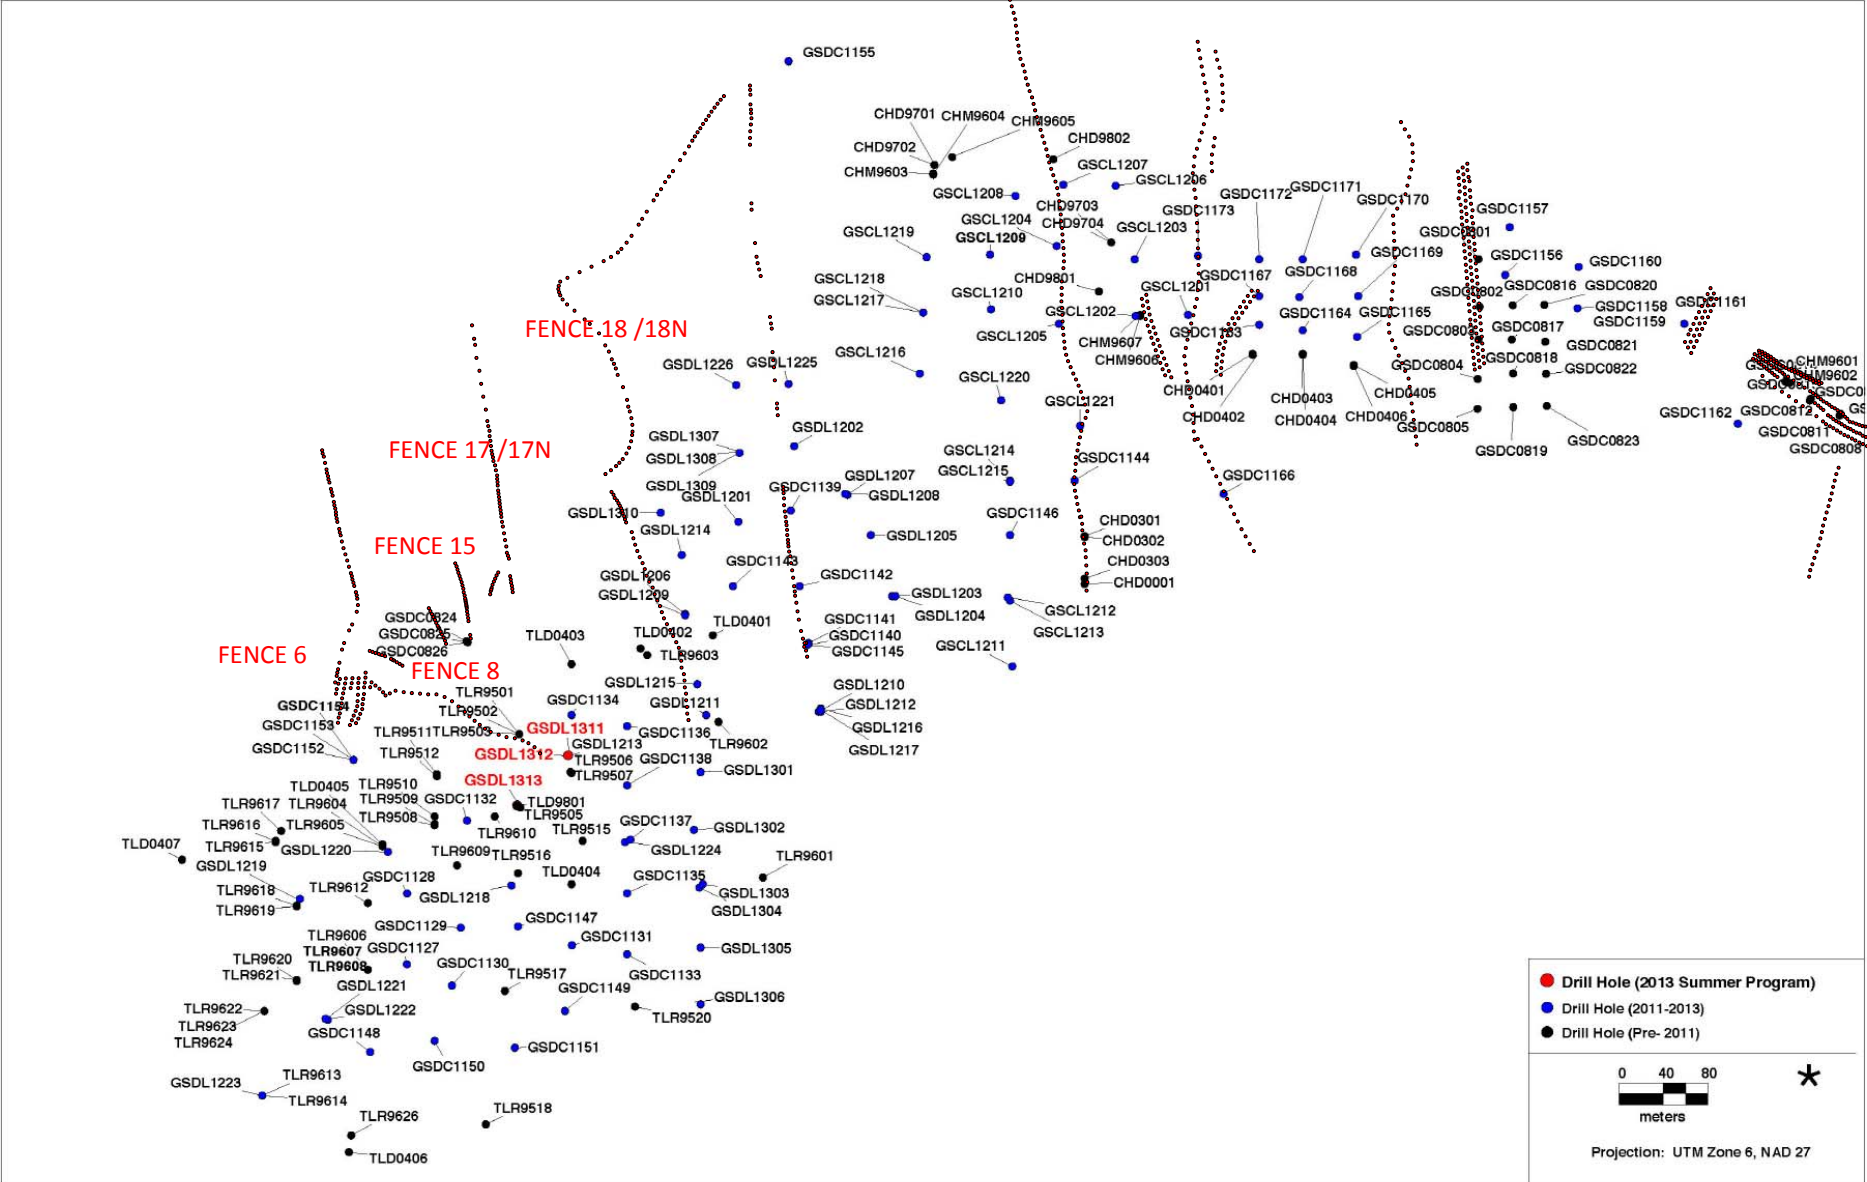 GSDC1155
CHD9701
CHM9604
CHM9605
CHD9702
CHM9603
CHD9802
GSCL1207
GSCL1206
GSCL1208
CHD9703
CHD9704
GSCL1204
GSCL1209
GSCL1203
GSDC1173
GSDC1172
GSDC1171
GSDC1170
GSDC1169
GSDC1157
GSDC1156
GSDC1160
GSCL1219
GSCL1218
GSCL1217
GSCL1210
CHD9801
GSCL1201
GSCL1202
GSDC1167
GSDC1168
GSDC0802
GSDC0816
GSDC0820
GSDC1158
GSDC1159
GSDC1161
GSCL1205
CHM9607
CHM9606
GSDC1164
GSDC1165
GSDC0817
GSDC0821
GSDC0818
GSDC0822
GSDC0804
GSDC0805
GSDC0819
GSDC0823
FENCE 18 /18N
GSDL1226
GSDL1225
GSCL1216
GSCL1220
GSCL1221
CHD0401
CHD0402
CHD0403
CHD0404
CHD0405
CHD0406
GSDC1162
CHM9601
CHM9602
GSDC0812
GSDC0811
GSDC0808
FENCE 17 /17N
GSDL1307
GSDL1308
GSDL1202
GSDL1309
GSDL1201
GSDL1310
GSDL1214
GSDC1139
GSDL1207
GSDL1208
GSCL1214
GSCL1215
GSDC1144
GSDC1166
GSDC1146
GSDL1205
CHD0301
CHD0302
CHD0303
CHD0001
FENCE 15
GSDC1143
GSDC1142
GSDL1206
GSDL1209
GSDL1203
GSDL1204
GSCL1212
GSCL1213
GSCL1211
GSDC0824
GSDC0825
GSDC0826
TLD0403
TLD0402
TLD0401
TLR9603
GSDC1141
GSDC1140
GSDC1145
FENCE 6
FENCE 8
GSDL1215
GSDL1211
GSDL1210
GSDL1212
GSDL1216
GSDL1217
TLR9501
TLR9502
TLR9503
GSDC1134
GSDL1311
GSDC1136
TLR9602
GSDC1154
GSDC1153
GSDC1152
TLR9511
TLR9512
GSDL1312
GSDL1213
TLR9506
TLR9507
GSDC1138
GSDL1301
GSDL1313
TLD9801
TLR9505
TLD0405
TLR9604
TLR9605
GSDL1220
TLR9510
TLR9509
TLR9508
GSDC1132
TLR9610
TLR9515
GSDC1137
GSDL1224
GSDL1302
TLR9617
TLR9616
TLR9615
TLD0407
GSDL1219
TLR9618
TLR9619
TLR9612
GSDC1128
TLR9609
TLR9516
GSDL1218
TLD0404
GSDC1135
TLR9601
GSDL1303
GSDL1304
GSDC1129
GSDC1147
GSDC1131
GSDC1133
GSDL1305
TLR9606
TLR9607
TLR9608
GSDC1127
GSDC1130
TLR9620
TLR9621
TLR9517
GSDC1149
TLR9520
GSDL1306
GSDL1221
GSDL1222
GSDC1148
TLR9622
TLR9623
TLR9624
GSDC1150
GSDC1151
GSDL1223
TLR9613
TLR9614
TLR9626
TLR9518
TLD0406
Drill Hole (2013 Summer Program)
Drill Hole (2011-2013)
Drill Hole (Pre- 2011)
0 40 80
meters
Projection: UTM Zone 6, NAD 27